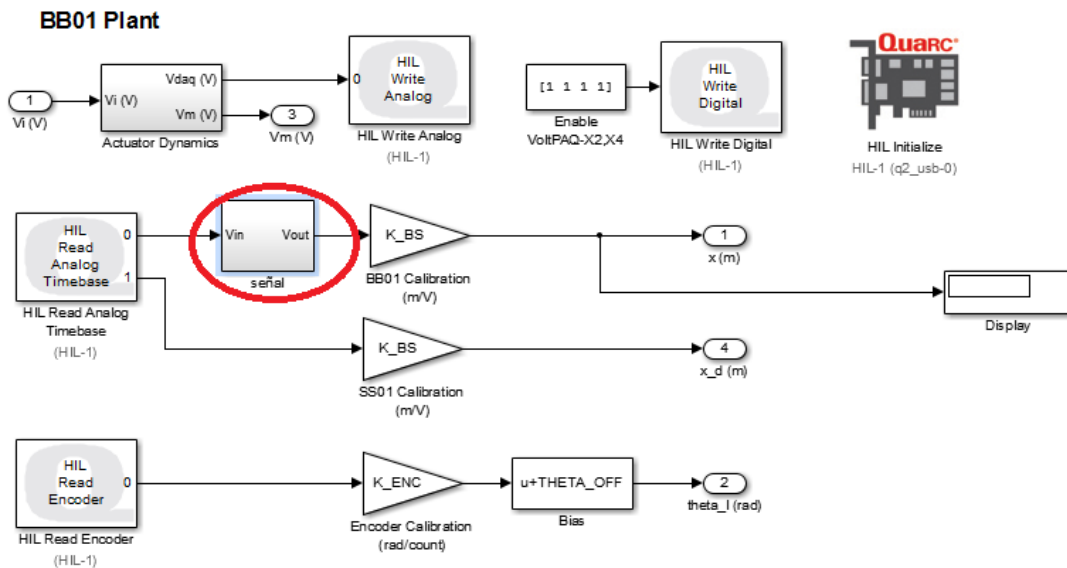 BB01 Plant
1
Vi (V)
Vi (V)
Vdaq (V)
Vm (V)
Actuator Dynamics
3
Vm (V)
0
HIL
Write
Analog
HIL Write Analog
(HIL-1)
[1 1 1 1]
Enable
VoltPAQ-X2,X4
HIL
Write
Digital
HIL Write Digital
(HIL-1)
QUARC®
HIL Initialize
HIL-1 (q2_usb-0)
HIL
Read
Analog
Timebase
0
1
HIL Read Analog
Timebase
(HIL-1)
Vin
Vout
señal
K_BS
BB01 Calibration
(m/V)
1
x (m)
Display
K_BS
SS01 Calibration
(m/V)
4
x_d (m)
HIL
Read
Encoder
0
HIL Read Encoder
(HIL-1)
K_ENC
Encoder Calibration
(rad/count)
u+THETA_OFF
Bias
2
theta_l (rad)